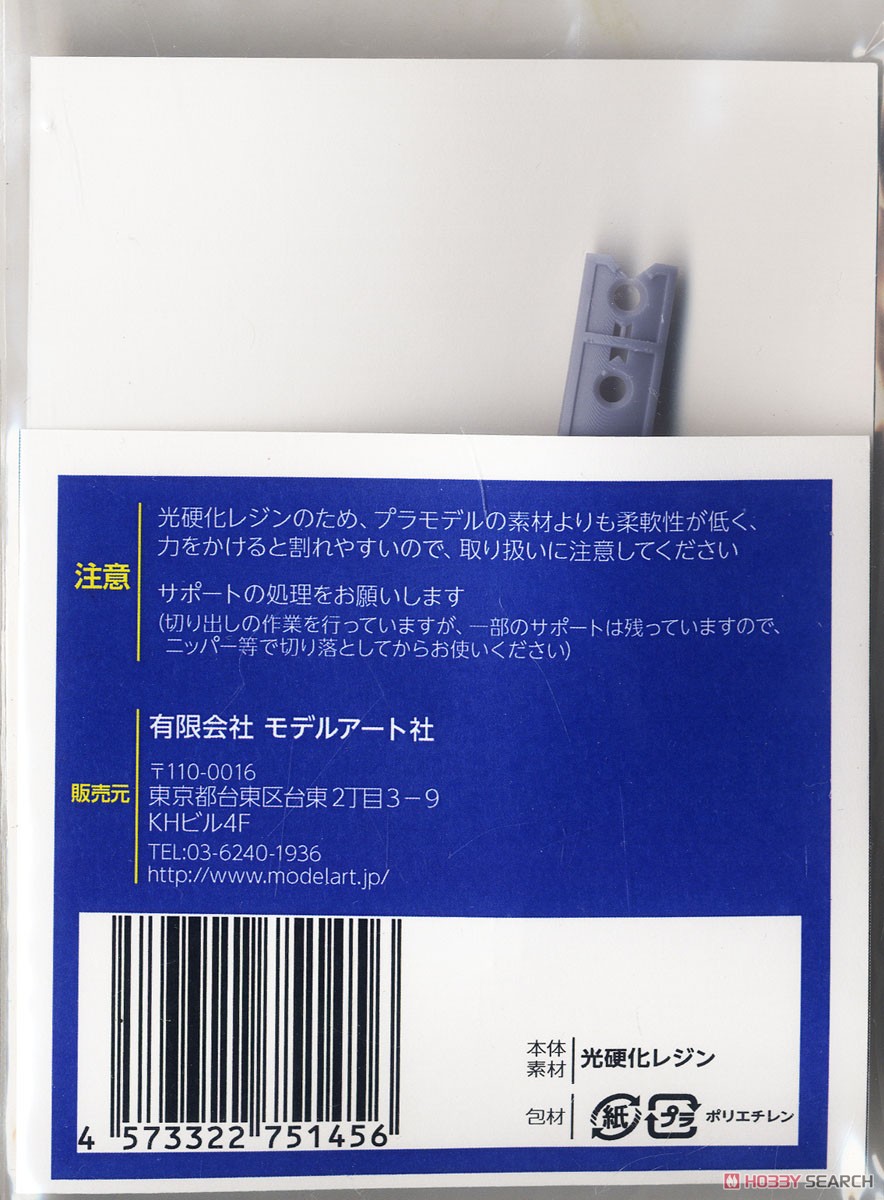 注意
光硬化レジンのため、プラモデルの素材よりも柔軟性が低く、
力をかけると割れやすいので、取り扱いに注意してください
サポートの処理をお願いします
(切り出しの作業を行っていますが、一部のサポートは残っていますので、
ニッパー等で切り落としてからお使いください)
販売元
有限会社 モデルアート社
〒110-0016
東京都台東区台東2丁目3-9
KHビル4F
TEL:03-6240-1936
http://www.modelart.jp/
4 573322 751456
本体
素材
光硬化レジン
包材
紙
プラ
ポリエチレン
HOBBY SEARCH